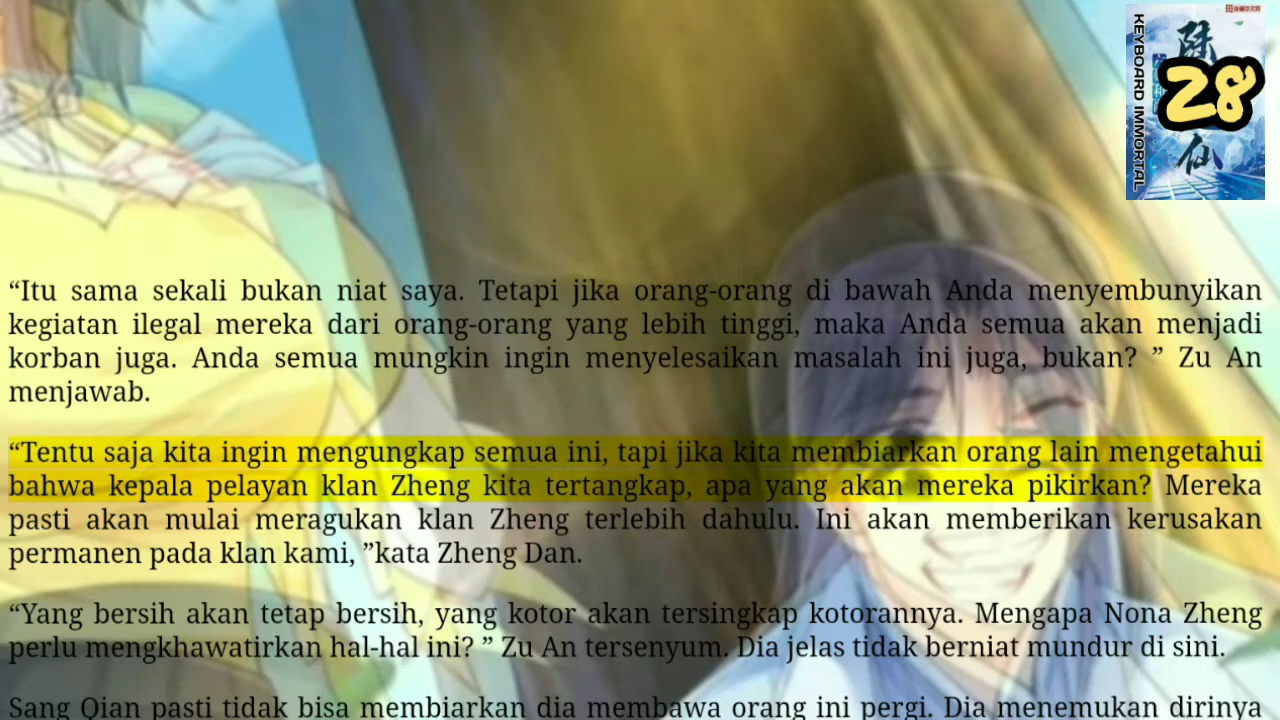 KEYBOARD IMMORTAL
28
仙
“Itu sama sekali bukan niat saya. Tetapi jika orang-orang di bawah Anda menyembunyikan
kegiatan ilegal mereka dari orang-orang yang lebih tinggi, maka Anda semua akan menjadi
korban juga. Anda semua mungkin ingin menyelesaikan masalah ini juga, bukan? ” Zu An
menjawab.
“Tentu saja kita ingin mengungkap semua ini, tapi jika kita membiarkan orang lain mengetahui
bahwa kepala pelayan klan Zheng kita tertangkap, apa yang akan mereka pikirkan? Mereka
pasti akan mulai meragukan klan Zheng terlebih dahulu. Ini akan memberikan kerusakan
permanen pada klan kami, ”kata Zheng Dan.
“Yang bersih akan tetap bersih, yang kotor akan tersingkap kotorannya. Mengapa Nona Zheng
perlu mengkhawatirkan hal-hal ini? ” Zu An tersenyum. Dia jelas tidak berniat mundur di sini.
Sang Qian pasti tidak bisa membiarkan dia membawa orang ini pergi. Dia menemukan dirinya